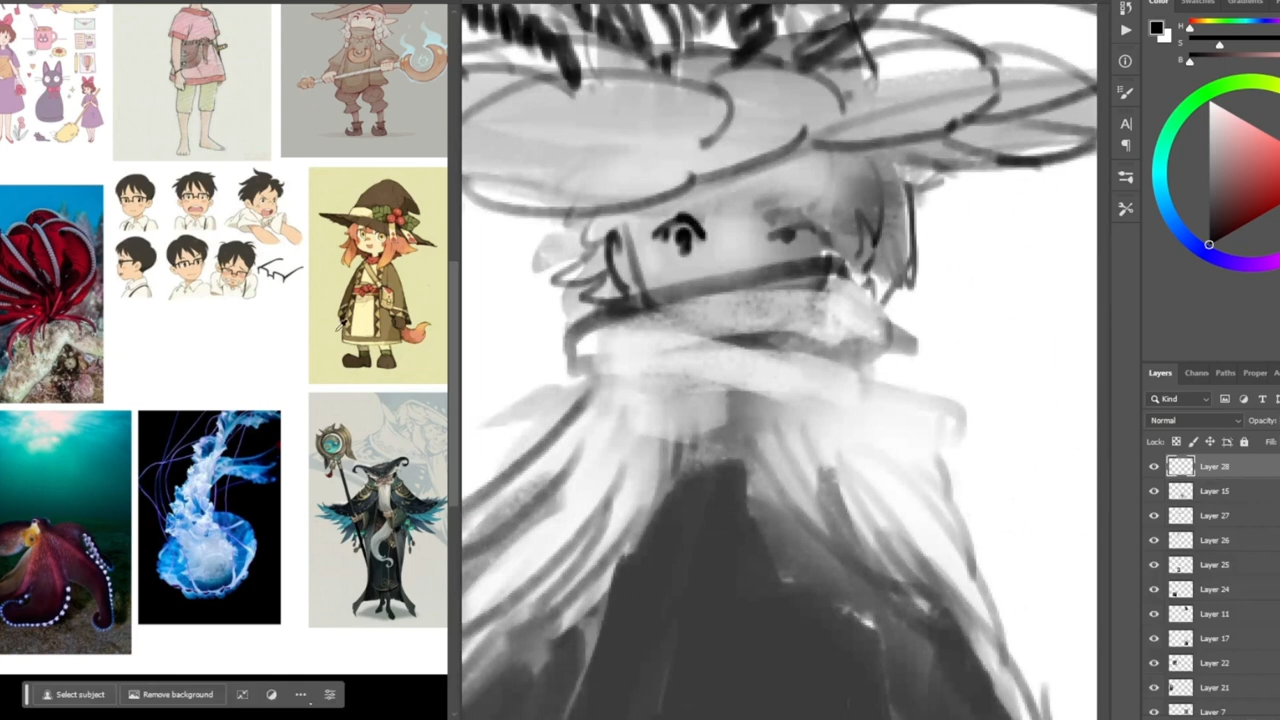 Color Swatches Gradients
H
S
B
Layers Chann Paths Proper
Kind
Normal Opacity:
Lock: Fill:
Layer 28
Layer 15
Layer 27
Layer 26
Layer 25
Layer 24
Layer 11
Layer 17
Layer 22
Layer 21
Layer 7
Select subject Remove background